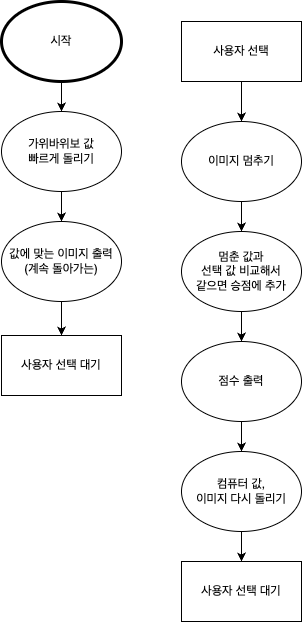 시작
가위바위보 값
빠르게 돌리기
값에 맞는 이미지 출력
(계속 돌아가는)
사용자 선택 대기
사용자 선택
이미지 멈추기
멈춘 값과
선택 값 비교해서
같으면 승점에 추가
점수 출력
컴퓨터 값,
이미지 다시 돌리기
사용자 선택 대기